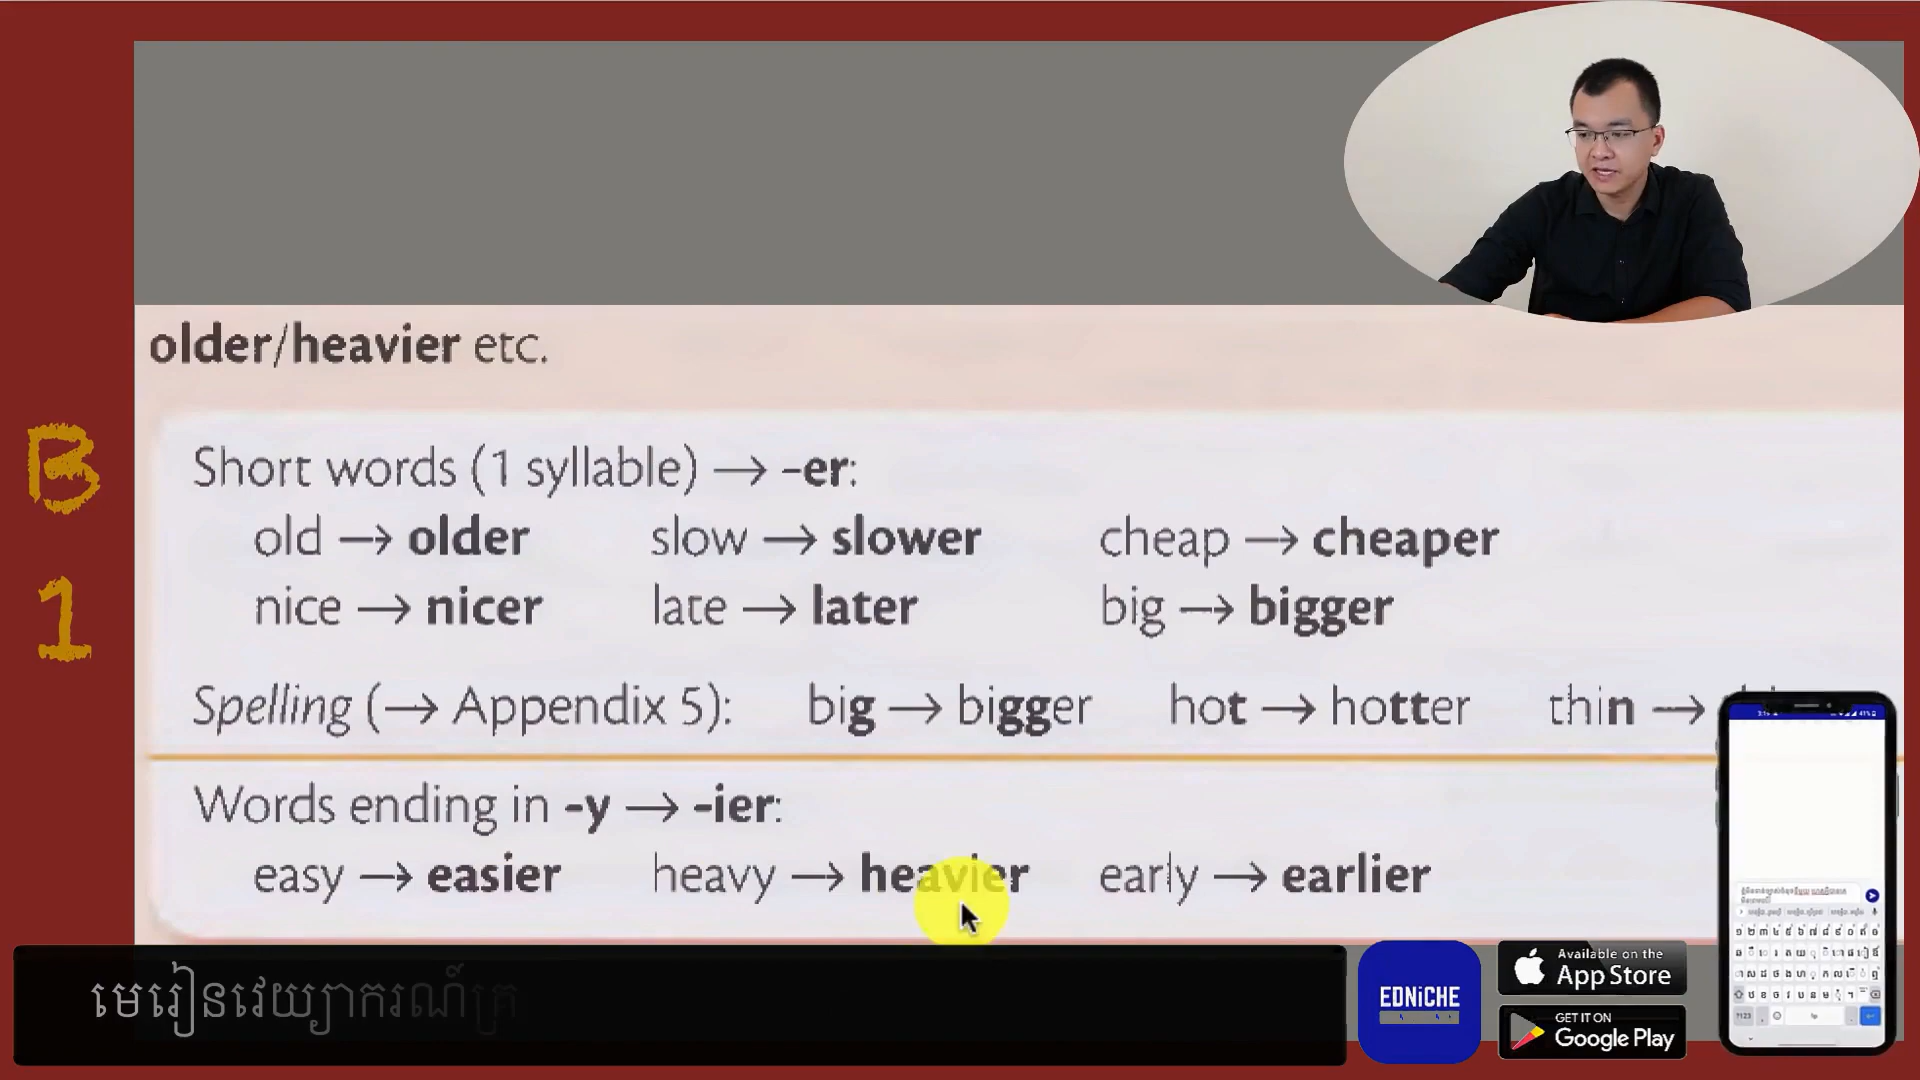 older/heavier etc.
B
1
Short words (1 syllable) → -er:
old → older slow → slower cheap → cheaper
nice → nicer late → later big → bigger
Spelling (→ Appendix 5): big → bigger hot → hotter thin →
Words ending in -y → -ier:
easy → easier heavy → heavier early → earlier
មេរៀនវេយ្យាករណ៍គ្រ
EDNiCHE
Available on the
App Store
GET IT ON
Google Play